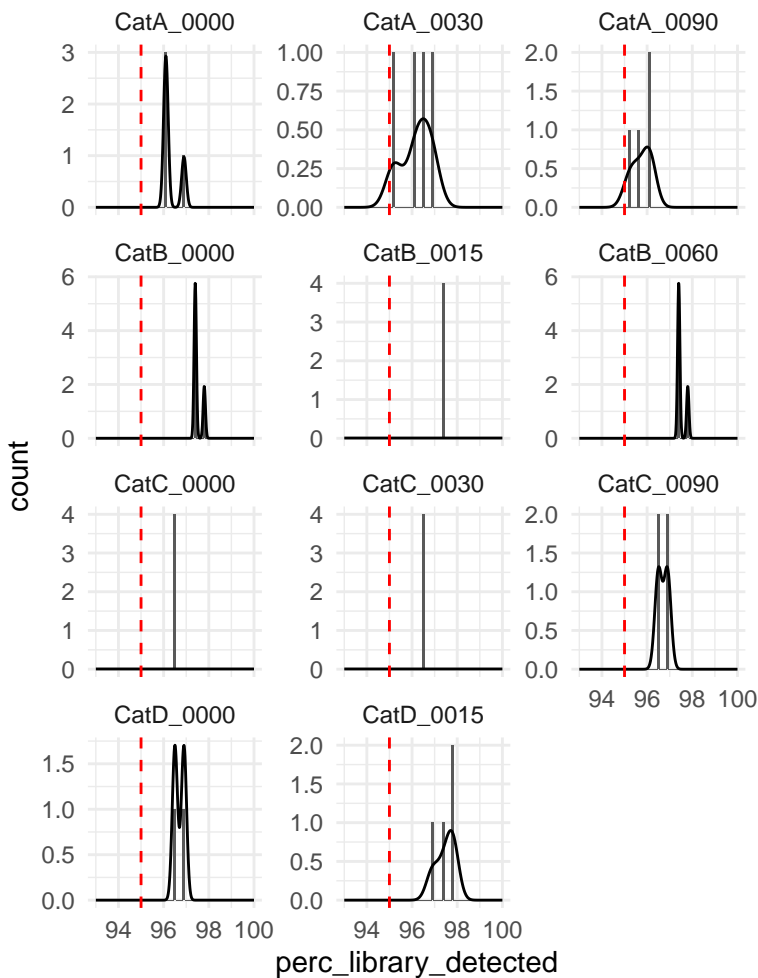 CatA_0000 CatA_0030 CatA_0090
3 1.00 2.0
2 0.75 1.5
1 0.50 1.0
0 0.25 0.5
0.00 0.0
CatB_0000 CatB_0015 CatB_0060
6 4 6
4 3 4
2 2 2
0 1 0
0
count
CatC_0000 CatC_0030 CatC_0090
4 4 2.0
3 3 1.5
2 2 1.0
1 1 0.5
0 0 0.0
94 96 98 100
CatD_0000 CatD_0015
1.5 2.0
1.0 1.5
0.5 1.0
0.0 0.5
0.0
94 96 98 100 94 96 98 100
perc_library_detected